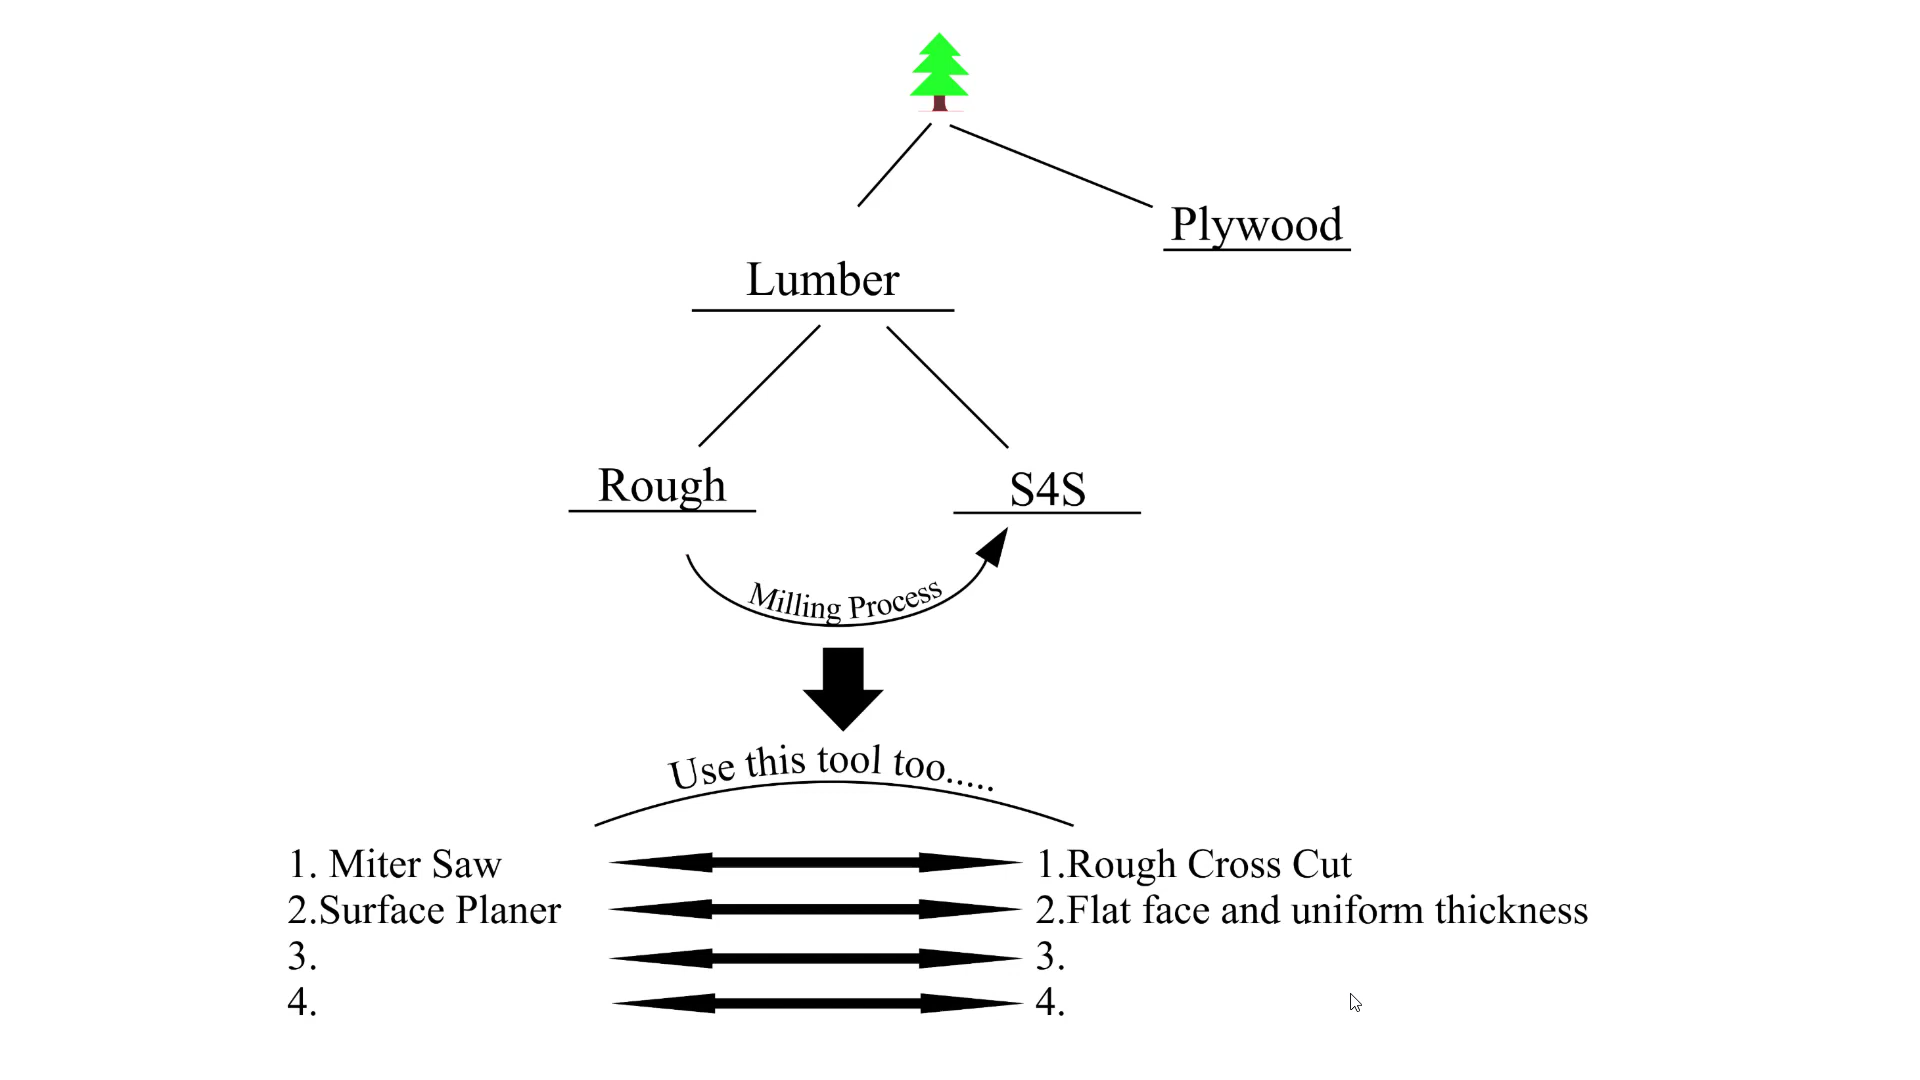 Plywood
Lumber
Rough
S4S
Milling Process
Use this tool too.....
1. Miter Saw
1.Rough Cross Cut
2.Surface Planer
2.Flat face and uniform thickness
3.
3.
4.
4.